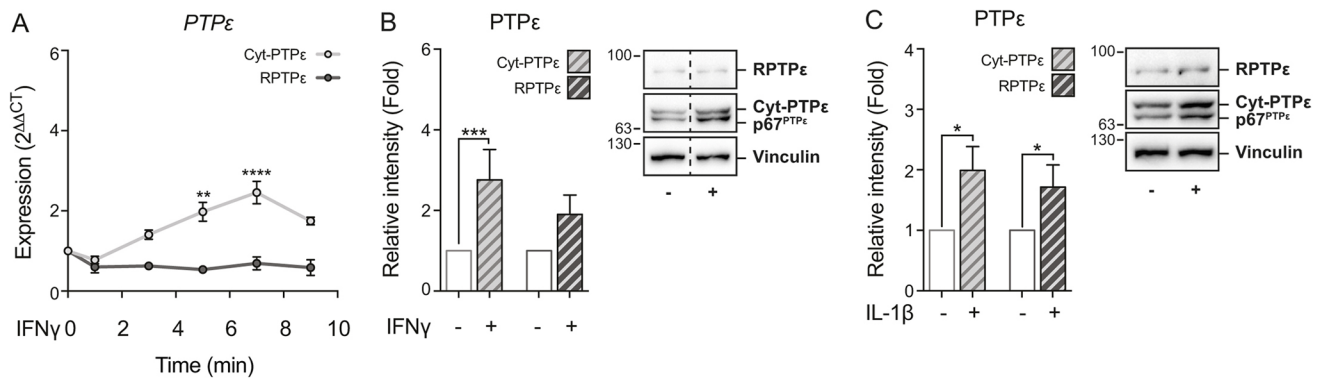 A
PTPε
Cyt-PTPε
RPTPε
Expression (2ΔΔCT)
6
4
2
0
**
****
IFNγ 0 2 4 6 8 10
Time (min)
B
PTPε
Cyt-PTPε
RPTPε
Relative intensity (Fold)
6
4
2
0
***
IFNγ - + - +
100
RPTPε
Cyt-PTPε
63
p67PTPε
130
Vinculin
- +
C
PTPε
Cyt-PTPε
RPTPε
Relative intensity (Fold)
4
3
2
1
0
*
*
IL-1β - + - +
100
RPTPε
Cyt-PTPε
63
p67PTPε
130
Vinculin
- +